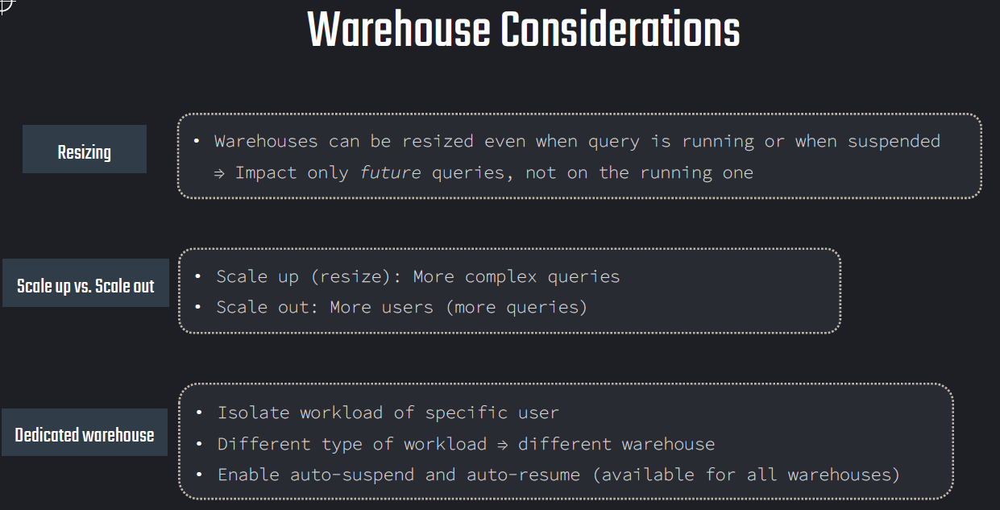 Warehouse Considerations
Resizing
• Warehouses can be resized even when query is running or when suspended
⇒ Impact only future queries, not on the running one
Scale up vs. Scale out
• Scale up (resize): More complex queries
• Scale out: More users (more queries)
Dedicated warehouse
• Isolate workload of specific user
• Different type of workload ⇒ different warehouse
• Enable auto-suspend and auto-resume (available for all warehouses)